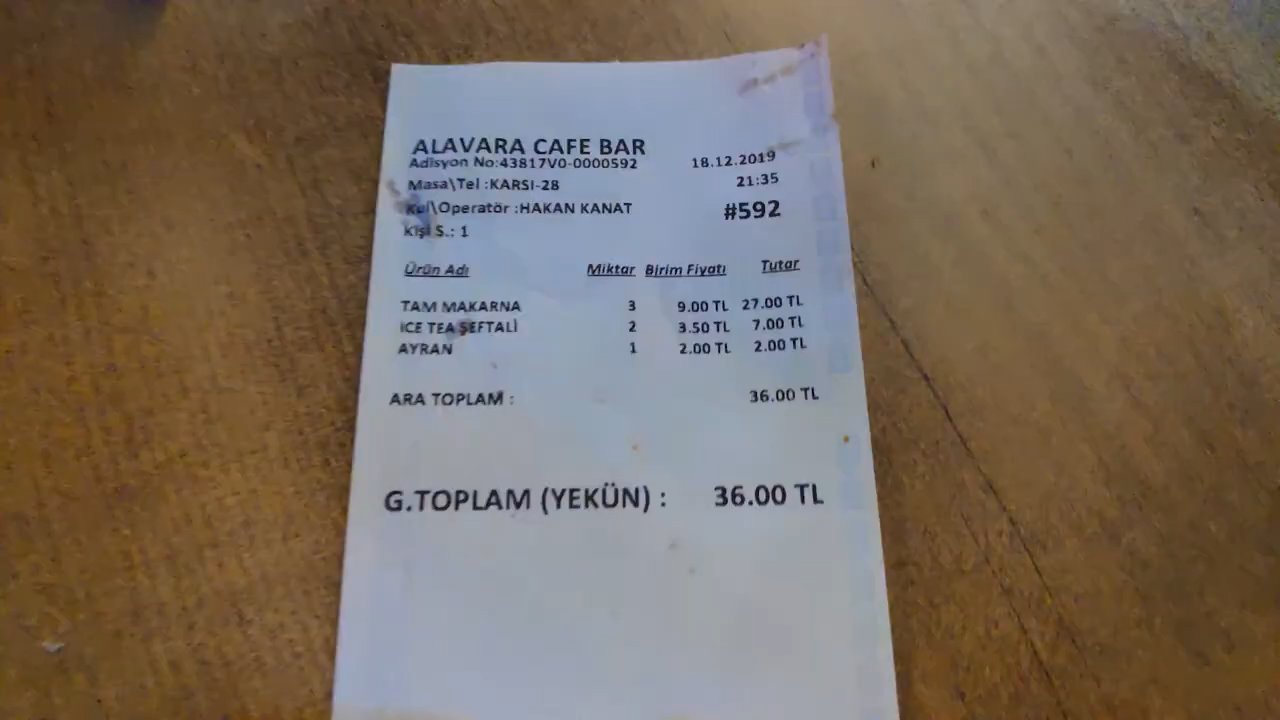 ALAVARA CAFE BAR
Adisyon No:43817V0-0000592 18.12.2019
Masa\Tel :KARSI-28 21:35
Kul\Operatör :HAKAN KANAT #592
Kişi S.: 1
Ürün Adı Miktar Birim Fiyatı Tutar
TAM MAKARNA 3 9.00 TL 27.00 TL
ICE TEA ŞEFTALİ 2 3.50 TL 7.00 TL
AYRAN 1 2.00 TL 2.00 TL
ARA TOPLAM : 36.00 TL
G.TOPLAM (YEKÜN) : 36.00 TL